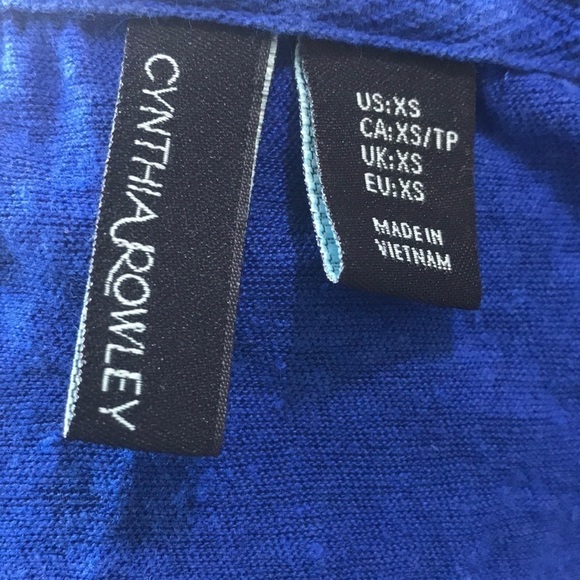 CYNTHIA ROWLEY
US:XS
CA:XS/TP
UK:XS
EU:XS
MADE IN
VIETNAM